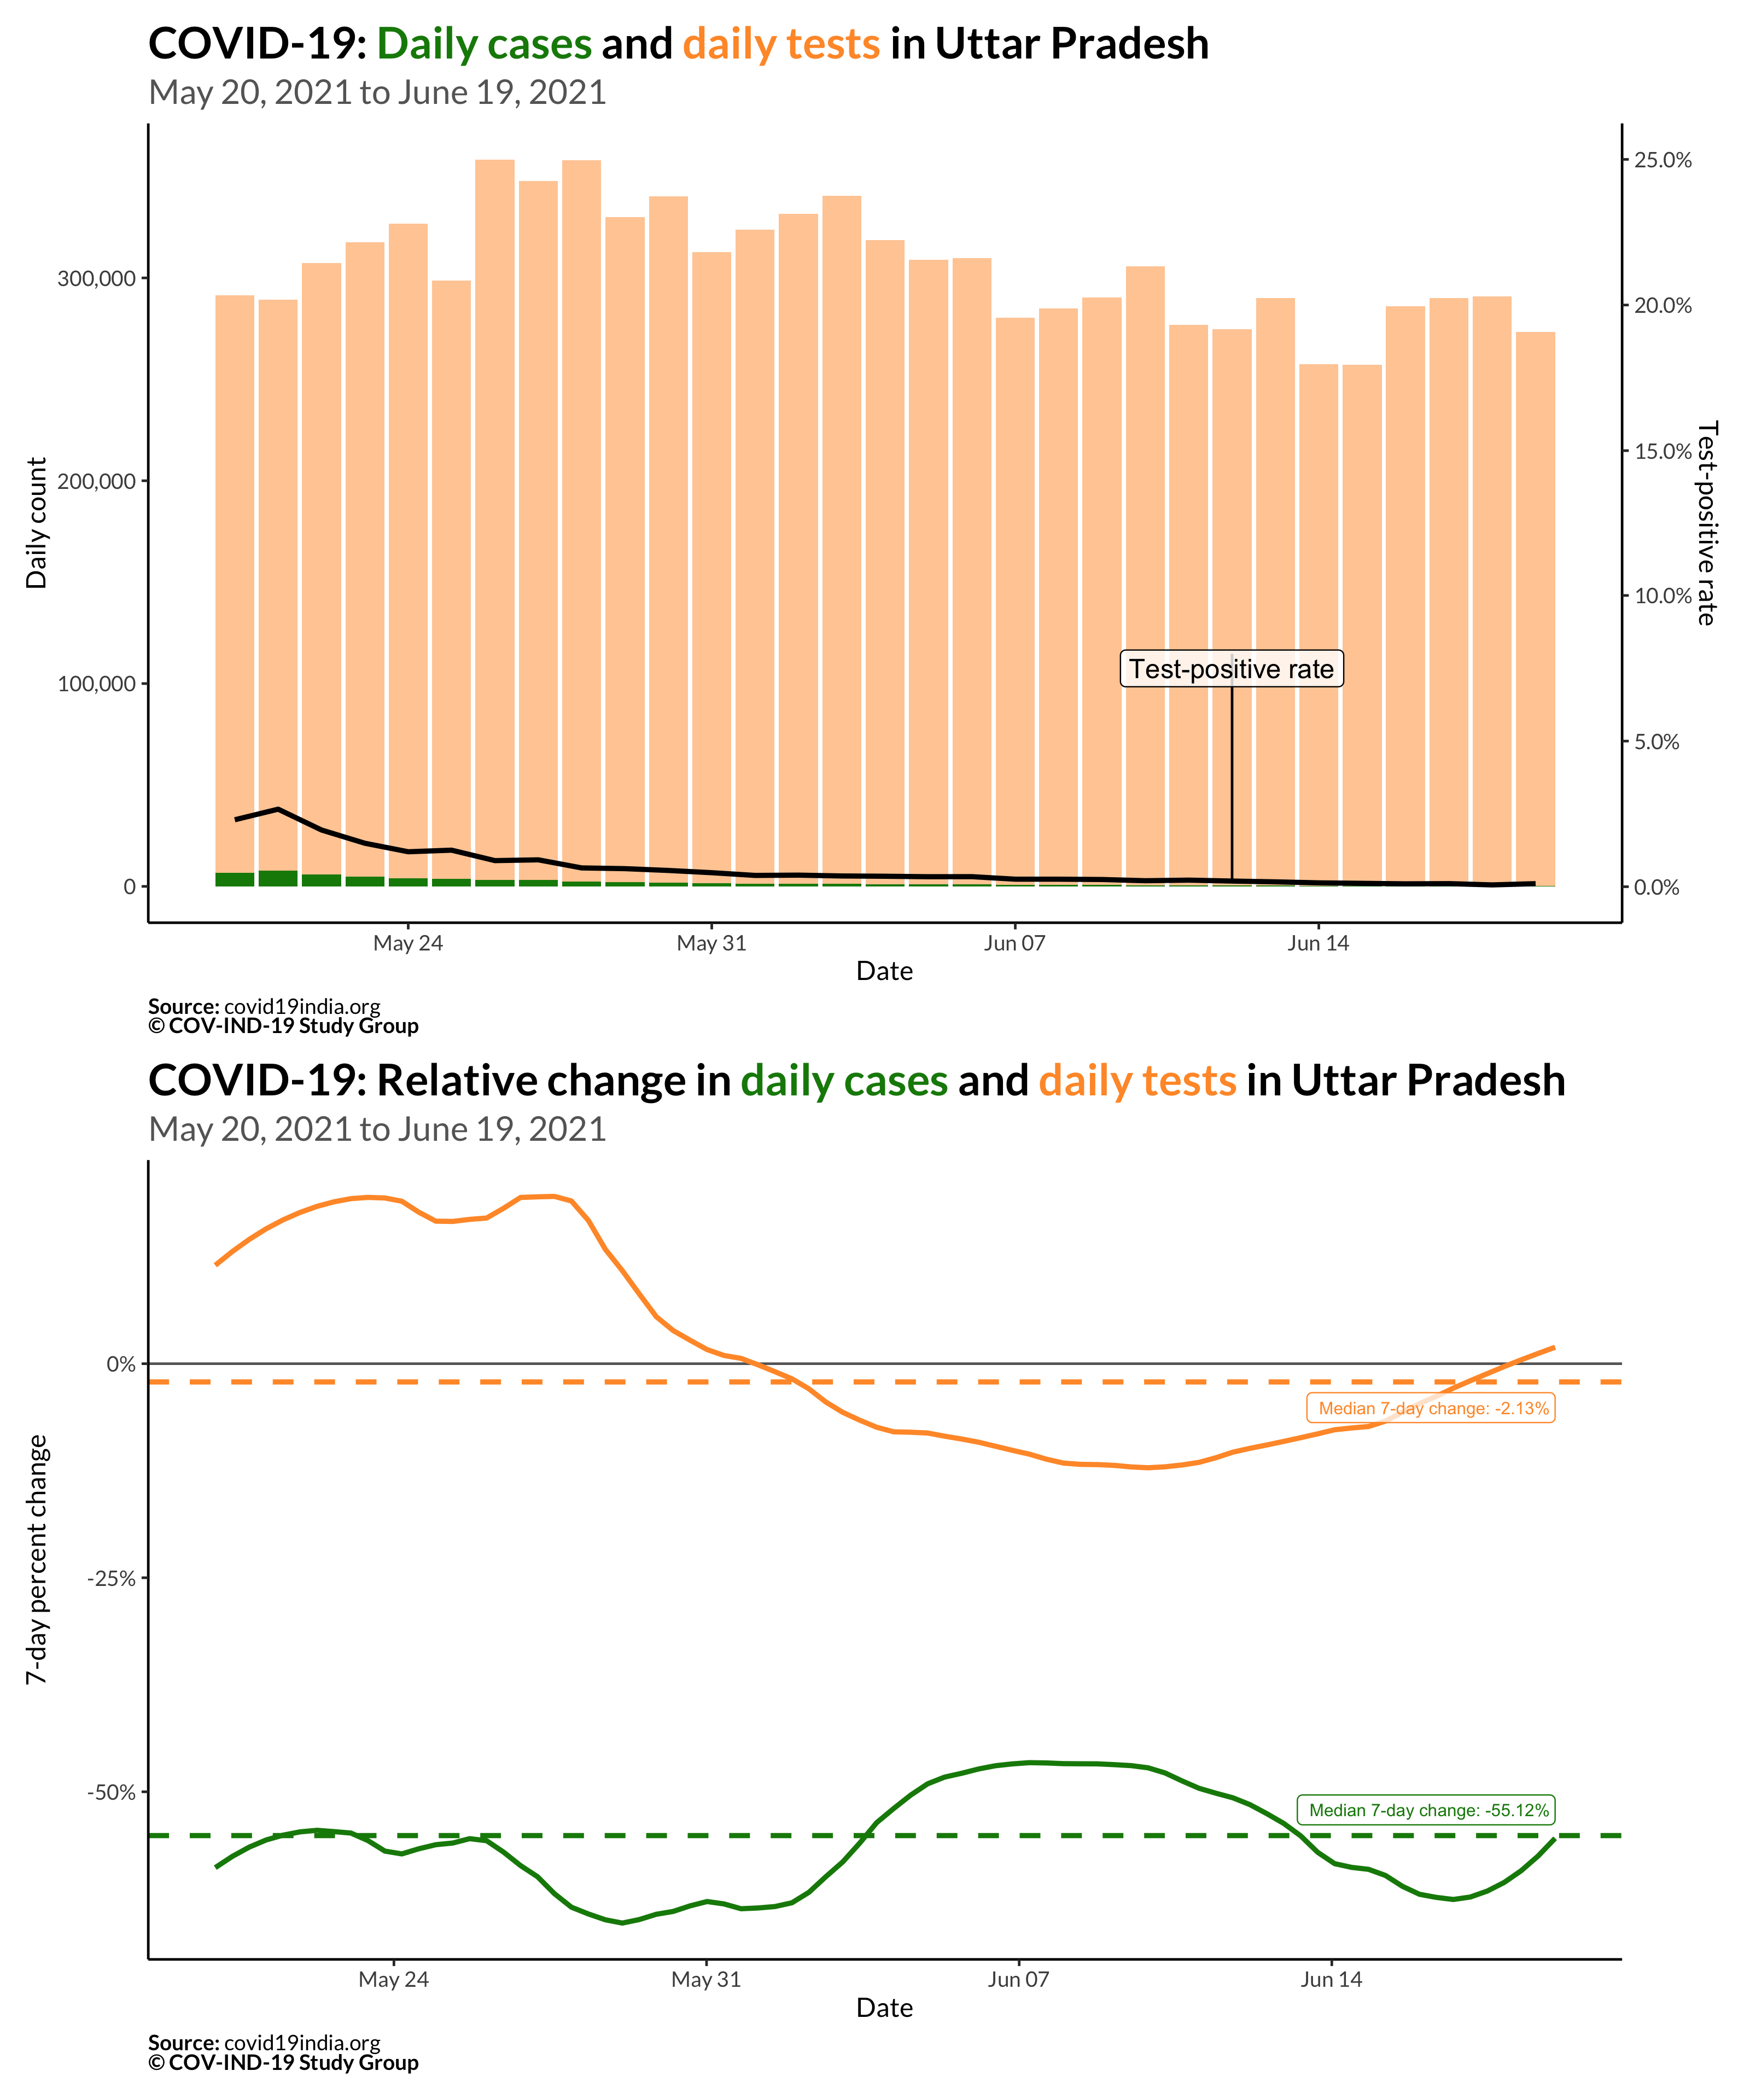 COVID-19: Daily cases and daily tests in Uttar Pradesh
May 20, 2021 to June 19, 2021
25.0%
300,000
20.0%
15.0%
200,000
Daily count
Test-positive rate
10.0%
Test-positive rate
100,000
5.0%
0
0.0%
May 24
May 31
Jun 07
Jun 14
Date
Source: covid19india.org
© COV-IND-19 Study Group
COVID-19: Relative change in daily cases and daily tests in Uttar Pradesh
May 20, 2021 to June 19, 2021
0%
Median 7-day change: -2.13%
7-day percent change
-25%
-50%
Median 7-day change: -55.12%
May 24
May 31
Jun 07
Jun 14
Date
Source: covid19india.org
© COV-IND-19 Study Group